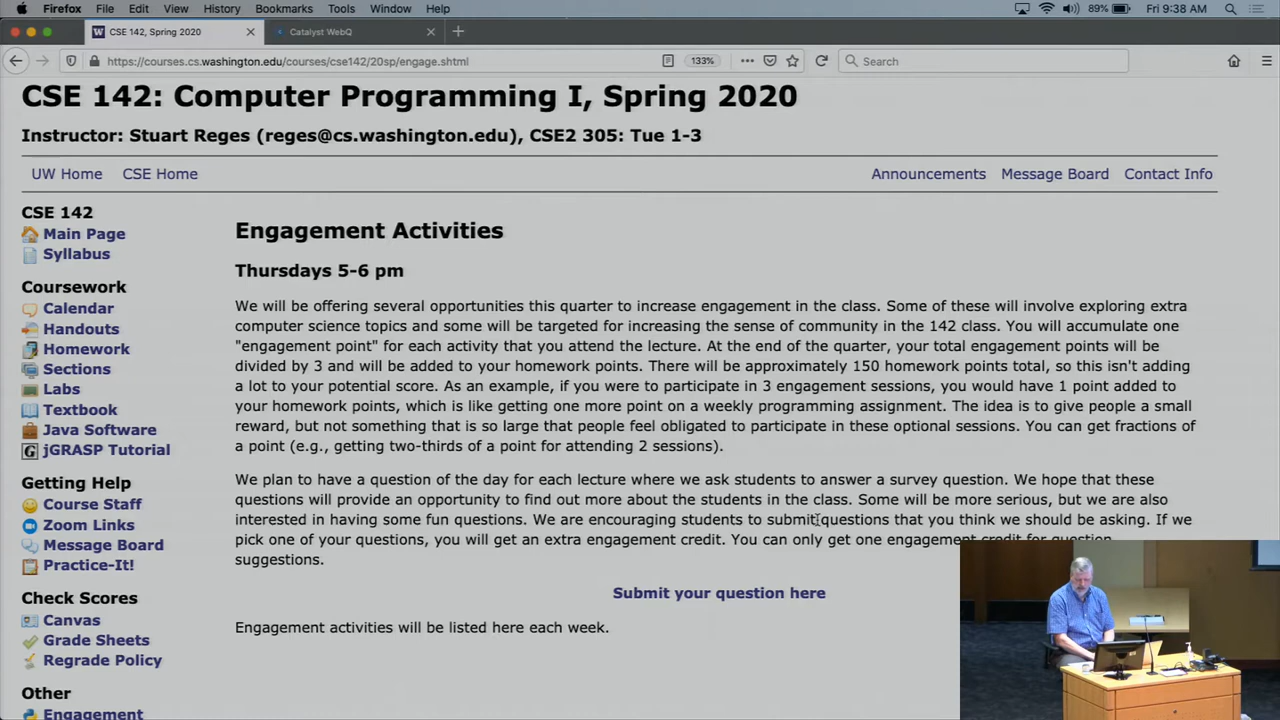 Firefox File Edit View History Bookmarks Tools Window Help 89% Fri 9:38 AM
W CSE 142, Spring 2020 Catalyst WebQ
https://courses.cs.washington.edu/courses/cse142/20sp/engage.shtml 133% Search
CSE 142: Computer Programming I, Spring 2020
Instructor: Stuart Reges (reges@cs.washington.edu), CSE2 305: Tue 1-3
UW Home CSE Home Announcements Message Board Contact Info
CSE 142
Main Page
Syllabus
Coursework
Calendar
Handouts
Homework
Sections
Labs
Textbook
Java Software
G jGRASP Tutorial
Getting Help
Course Staff
Zoom Links
Message Board
Practice-It!
Check Scores
Canvas
Grade Sheets
Regrade Policy
Other
Engagement
Engagement Activities
Thursdays 5-6 pm
We will be offering several opportunities this quarter to increase engagement in the class. Some of these will involve exploring extra
computer science topics and some will be targeted for increasing the sense of community in the 142 class. You will accumulate one
"engagement point" for each activity that you attend the lecture. At the end of the quarter, your total engagement points will be
divided by 3 and will be added to your homework points. There will be approximately 150 homework points total, so this isn't adding
a lot to your potential score. As an example, if you were to participate in 3 engagement sessions, you would have 1 point added to
your homework points, which is like getting one more point on a weekly programming assignment. The idea is to give people a small
reward, but not something that is so large that people feel obligated to participate in these optional sessions. You can get fractions of
a point (e.g., getting two-thirds of a point for attending 2 sessions).
We plan to have a question of the day for each lecture where we ask students to answer a survey question. We hope that these
questions will provide an opportunity to find out more about the students in the class. Some will be more serious, but we are also
interested in having some fun questions. We are encouraging students to submit questions that you think we should be asking. If we
pick one of your questions, you will get an extra engagement credit. You can only get one engagement credit for question
suggestions.
Submit your question here
Engagement activities will be listed here each week.